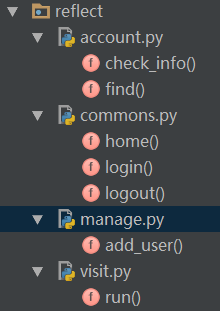 reflect
account.py
f check_info()
f find()
commons.py
f home()
f login()
f logout()
manage.py
f add_user()
visit.py
f run()